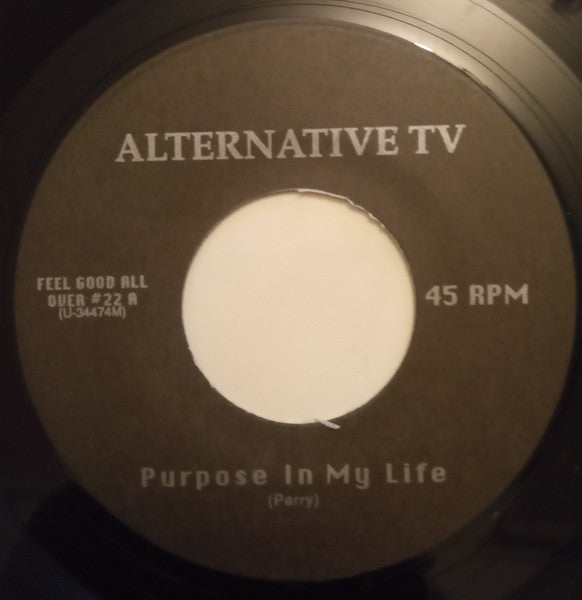 ALTERNATIVE TV
FEEL GOOD ALL
OVER #22 A
(U-34474M)
45 RPM
Purpose In My Life
(Perry)